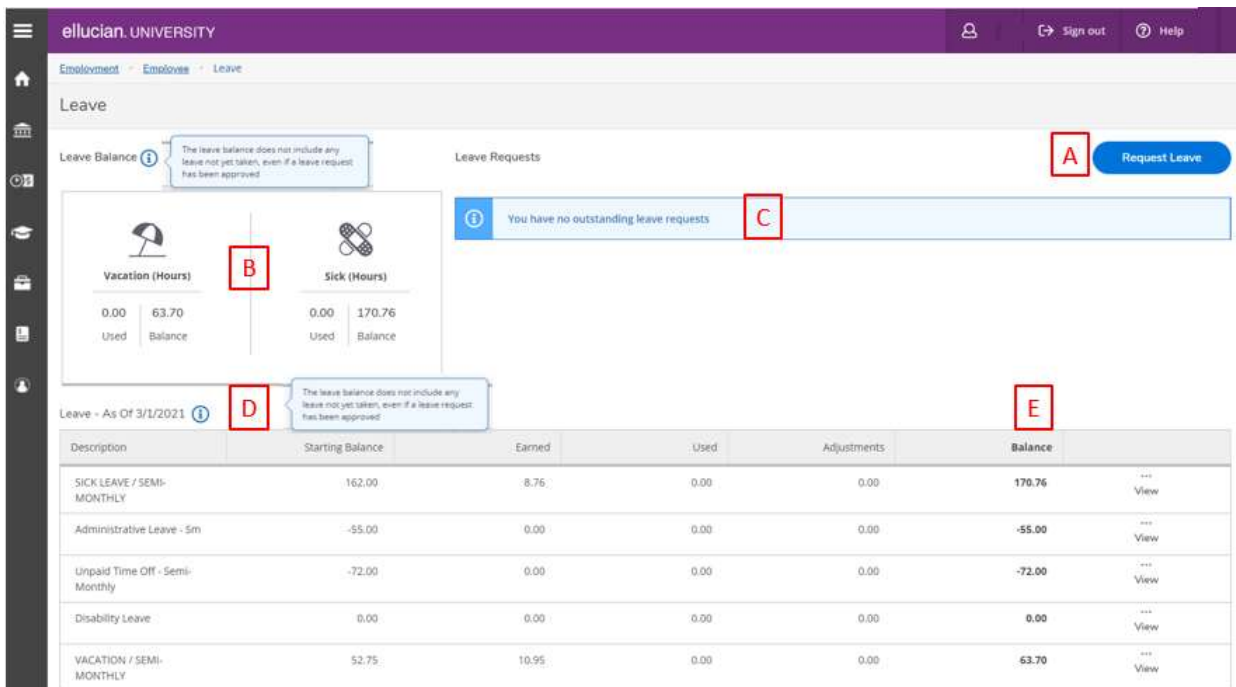 ellucian. UNIVERSITY
Sign out
Help
Employment
Employee
Leave
Leave
Leave Balance
The leave balance does not include any
leave not yet taken, even if a leave request
has been approved
Leave Requests
A
Request Leave
You have no outstanding leave requests
C
Vacation (Hours)
B
Sick (Hours)
0.00 63.70
Used Balance
0.00 170.76
Used Balance
Leave - As Of 3/1/2021
D
The leave balance does not include any
leave not yet taken, even if a leave request
has been approved
E
Description Starting Balance Earned Used Adjustments Balance
SICK LEAVE / SEMI-
MONTHLY
162.00 8.76 0.00 0.00 170.76
...
View
Administrative Leave - Sm -55.00 0.00 0.00 0.00 -55.00
...
View
Unpaid Time Off - Semi-
Monthly
-72.00 0.00 0.00 0.00 -72.00
...
View
Disability Leave 0.00 0.00 0.00 0.00 0.00
...
View
VACATION / SEMI-
MONTHLY
52.75 10.95 0.00 0.00 63.70
...
View